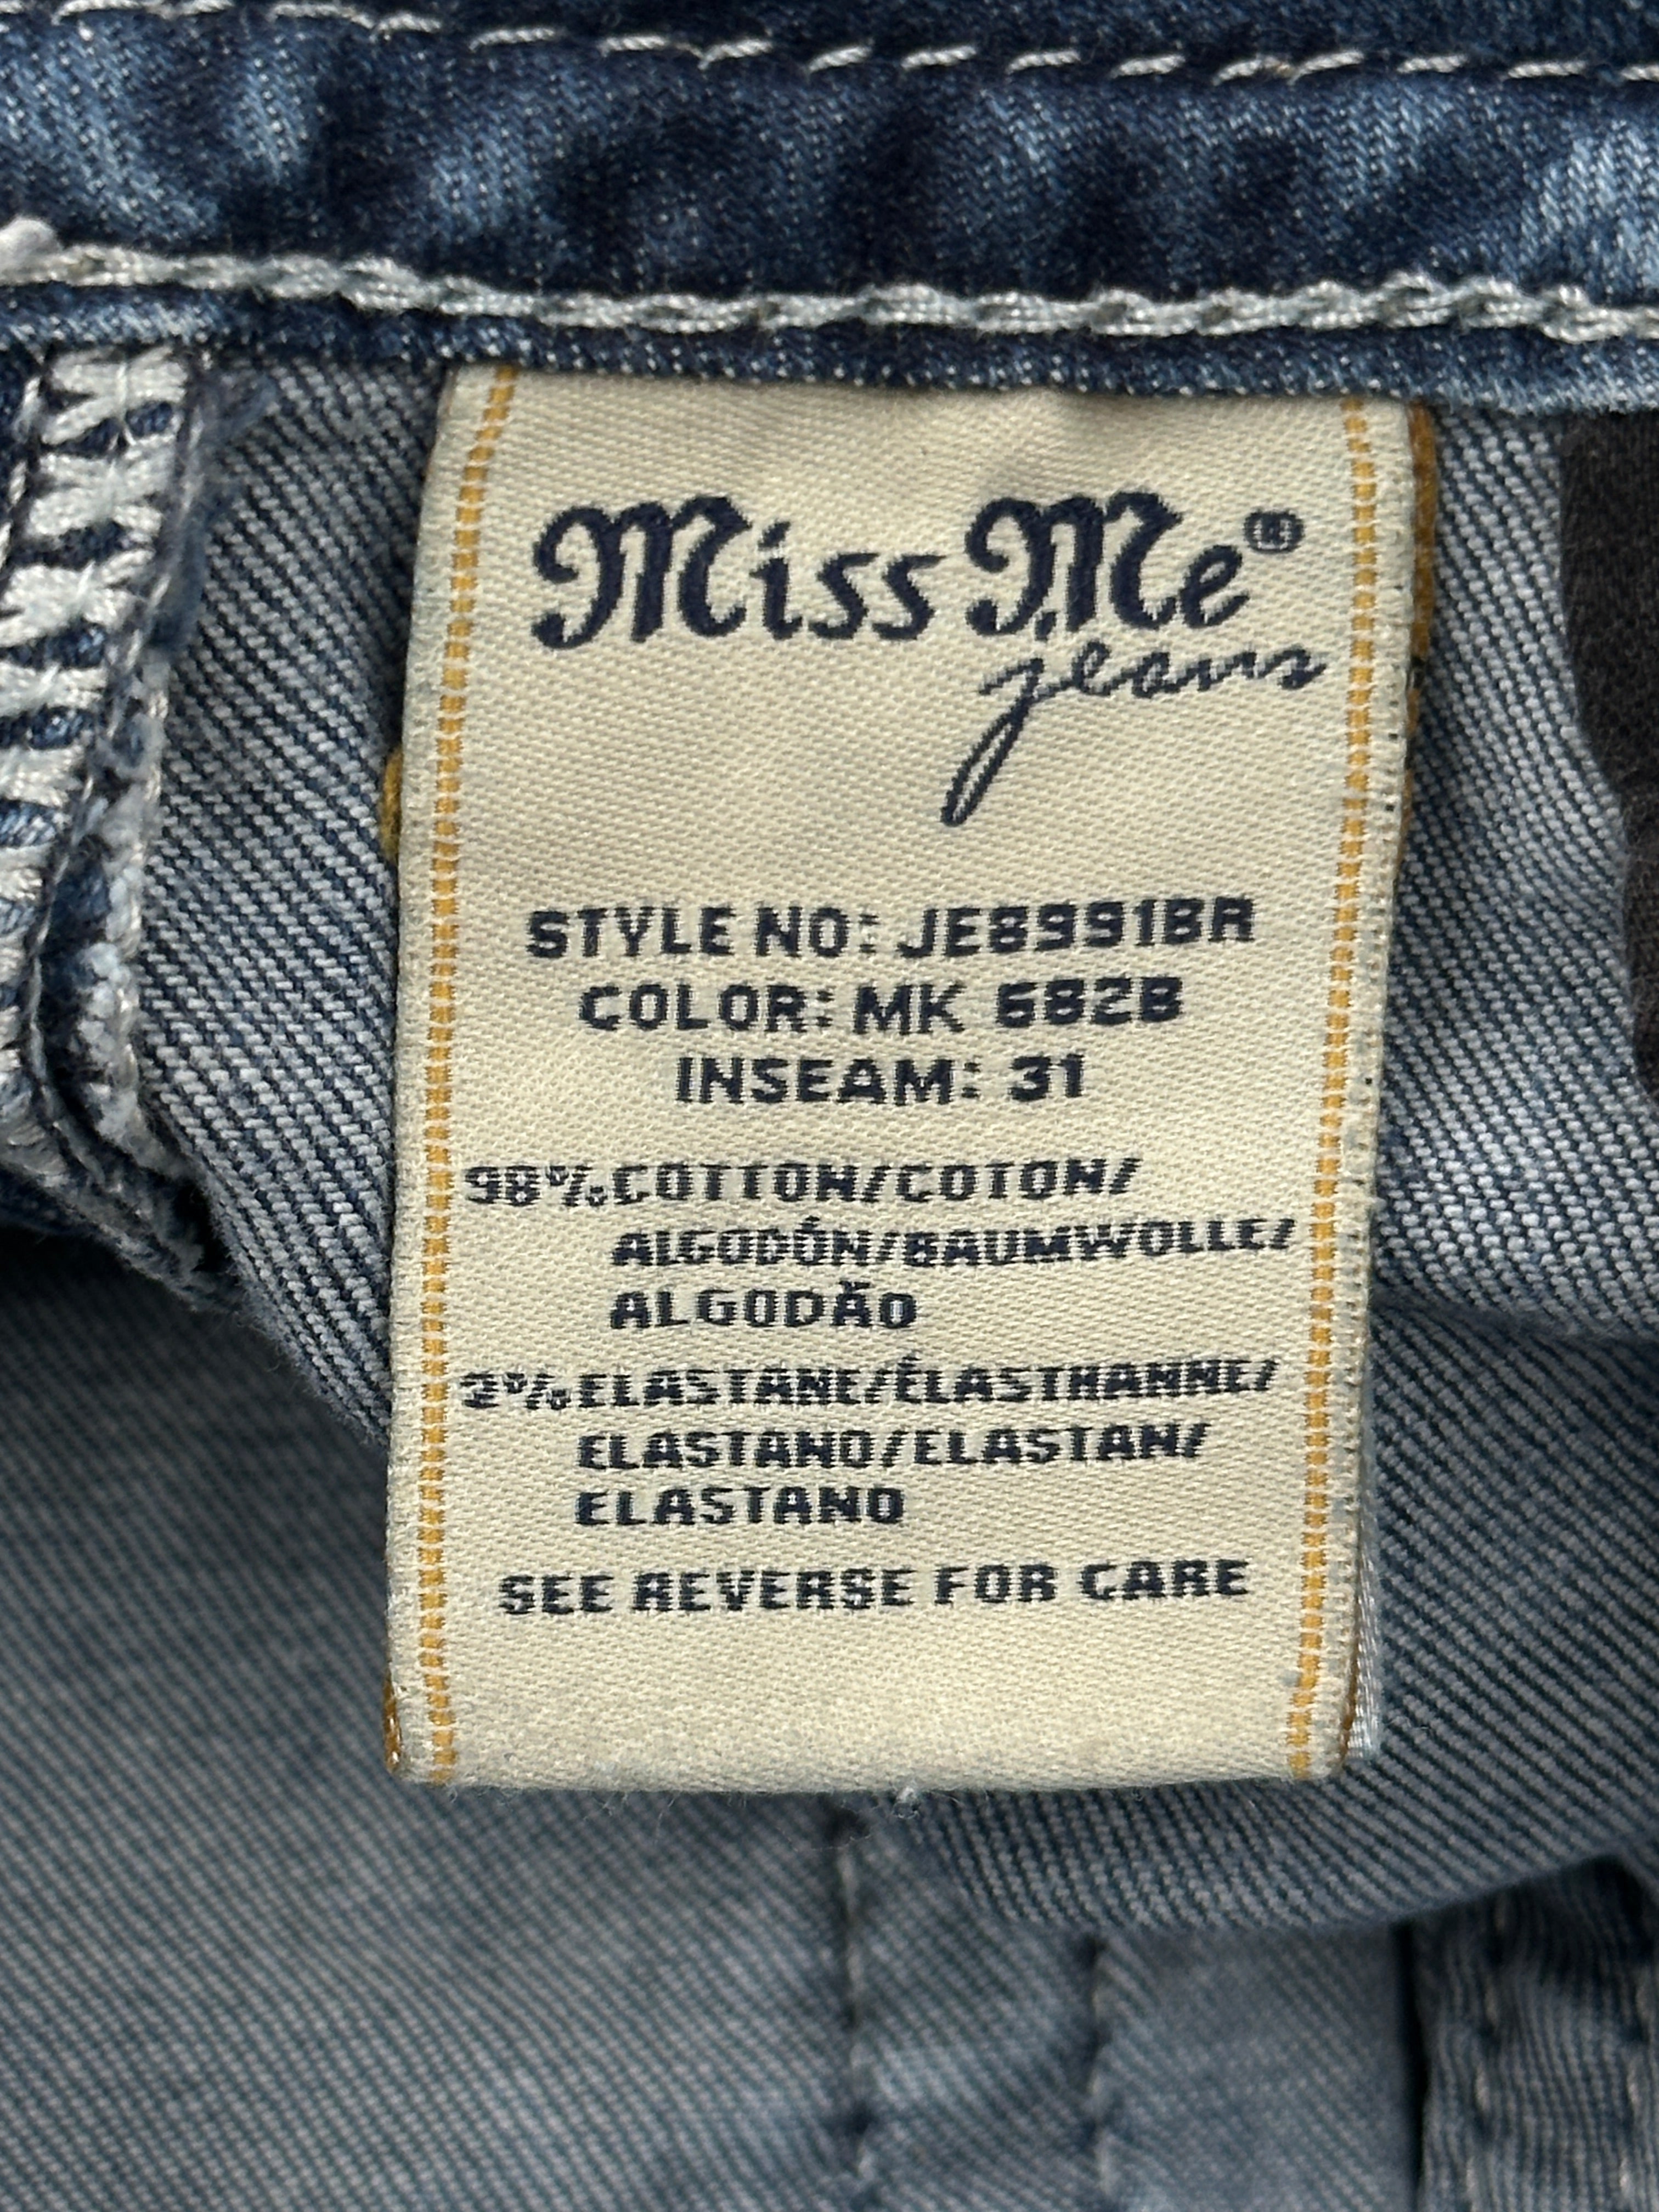 Miss Me®
jeans
STYLE NO: JE8991BR
COLOR: MK 682B
INSEAM: 31
98% COTTON/COTON/
ALGODÓN/BAUMWOLLE/
ALGODÃO
2% ELASTANE/ÉLASTHANNE/
ELASTANO/ELASTAN/
ELASTANO
SEE REVERSE FOR CARE